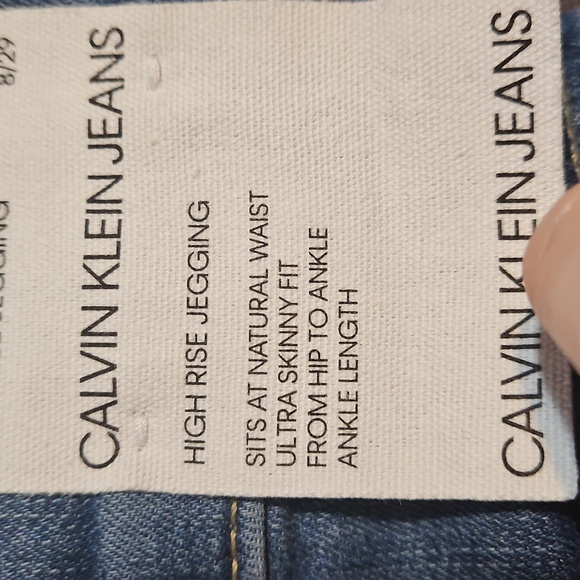 8/29
CALVIN KLEIN JEANS
HIGH RISE JEGGING
SITS AT NATURAL WAIST
ULTRA SKINNY FIT
FROM HIP TO ANKLE
ANKLE LENGTH
CALVIN KLEIN JEANS